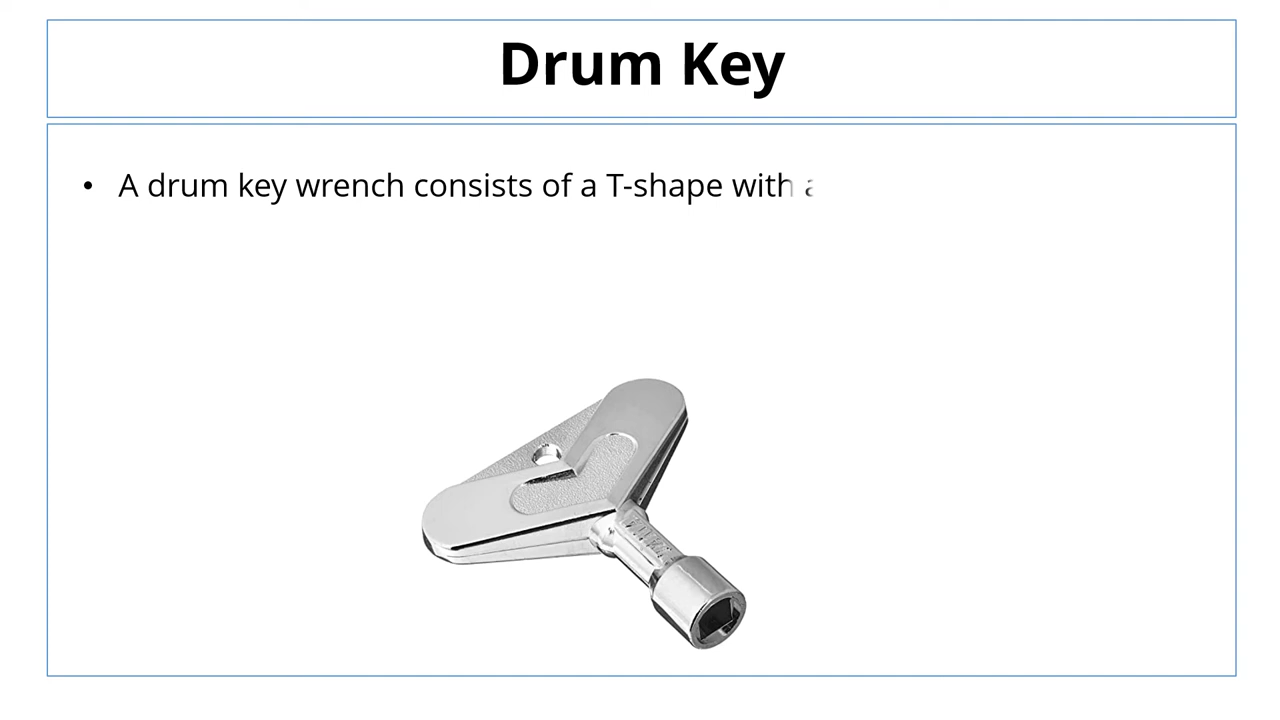 Drum Key
• A drum key wrench consists of a T-shape with